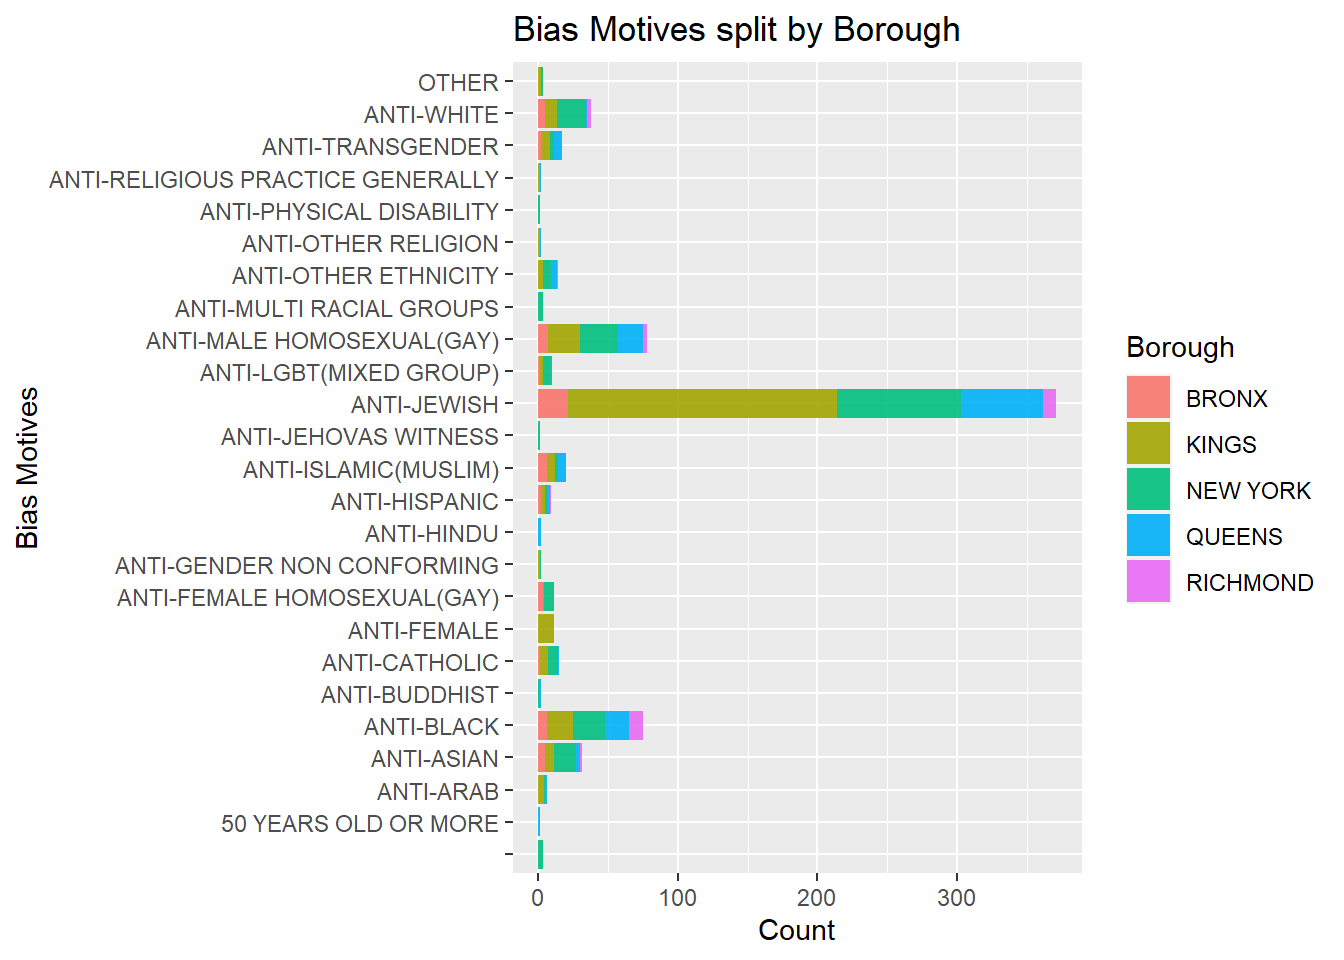 Bias Motives split by Borough
OTHER
ANTI-WHITE
ANTI-TRANSGENDER
ANTI-RELIGIOUS PRACTICE GENERALLY
ANTI-PHYSICAL DISABILITY
ANTI-OTHER RELIGION
ANTI-OTHER ETHNICITY
ANTI-MULTI RACIAL GROUPS
ANTI-MALE HOMOSEXUAL(GAY)
ANTI-LGBT(MIXED GROUP)
ANTI-JEWISH
ANTI-JEHOVAS WITNESS
ANTI-ISLAMIC(MUSLIM)
ANTI-HISPANIC
ANTI-HINDU
ANTI-GENDER NON CONFORMING
ANTI-FEMALE HOMOSEXUAL(GAY)
ANTI-FEMALE
ANTI-CATHOLIC
ANTI-BUDDHIST
ANTI-BLACK
ANTI-ASIAN
ANTI-ARAB
50 YEARS OLD OR MORE
Bias Motives
0 100 200 300
Count
Borough
BRONX
KINGS
NEW YORK
QUEENS
RICHMOND